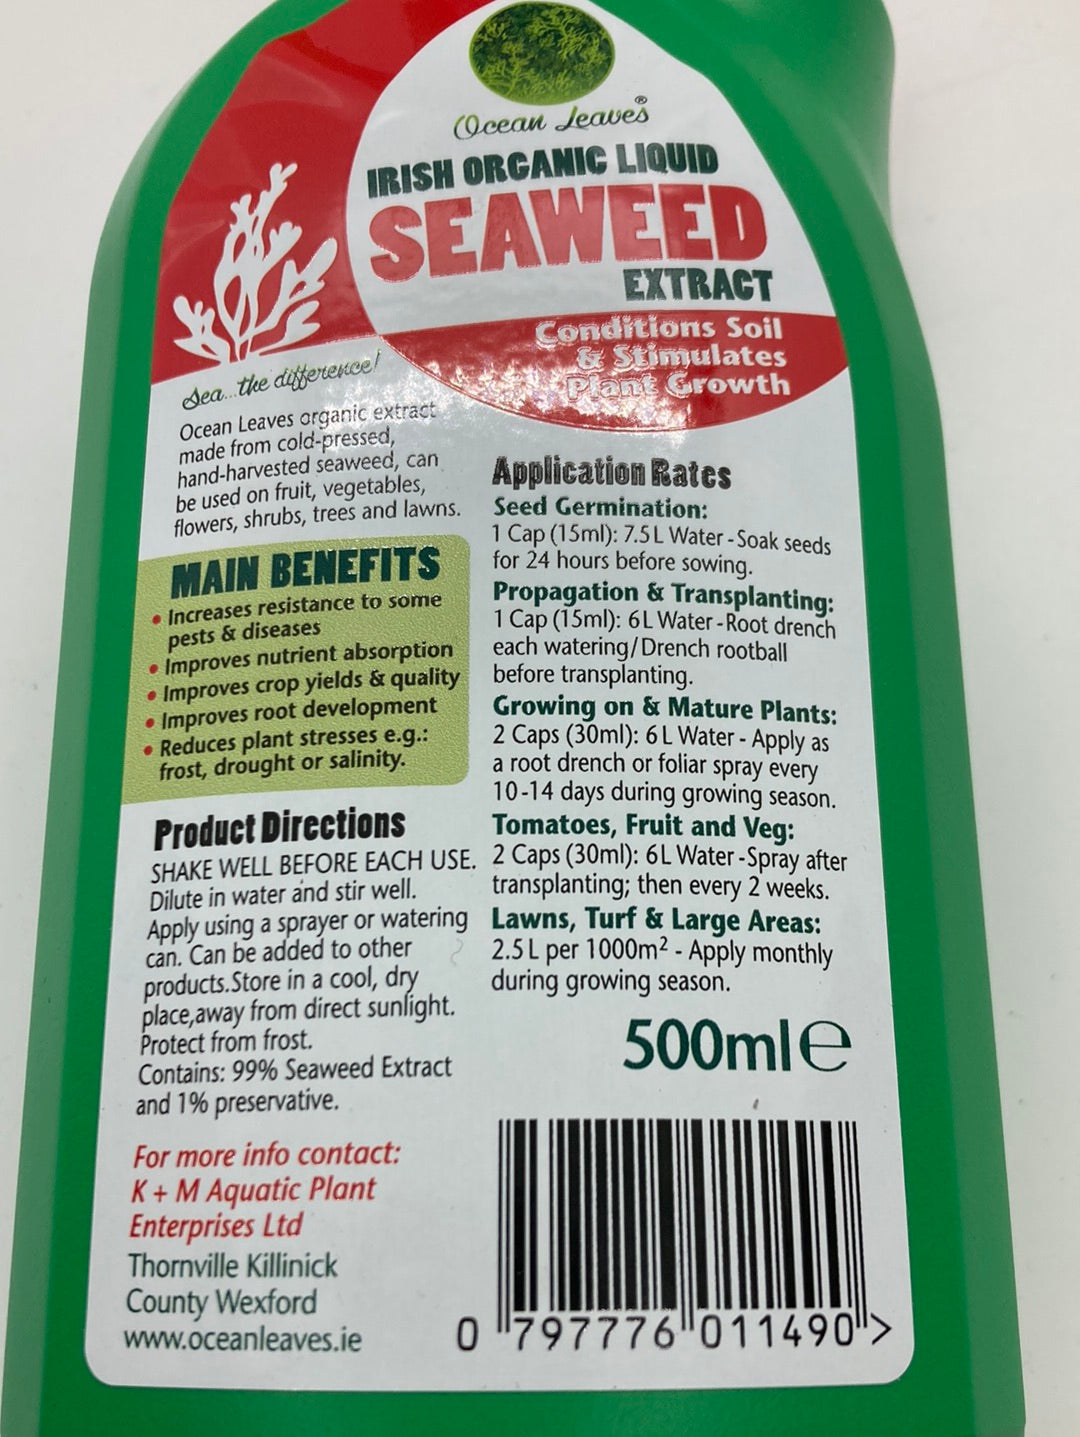 Ocean Leaves®
IRISH ORGANIC LIQUID
SEAWEED
EXTRACT
Conditions Soil
& Stimulates
Plant Growth
Sea...the difference!
Ocean Leaves organic extract
made from cold-pressed,
hand-harvested seaweed, can
be used on fruit, vegetables,
flowers, shrubs, trees and lawns.
MAIN BENEFITS
• Increases resistance to some
pests & diseases
• Improves nutrient absorption
• Improves crop yields & quality
• Improves root development
• Reduces plant stresses e.g.:
frost, drought or salinity.
Product Directions
SHAKE WELL BEFORE EACH USE.
Dilute in water and stir well.
Apply using a sprayer or watering
can. Can be added to other
products.Store in a cool, dry
place,away from direct sunlight.
Protect from frost.
Contains: 99% Seaweed Extract
and 1% preservative.
For more info contact:
K + M Aquatic Plant
Enterprises Ltd
Thornville Killinick
County Wexford
www.oceanleaves.ie
Application Rates
Seed Germination:
1 Cap (15ml): 7.5 L Water - Soak seeds
for 24 hours before sowing.
Propagation & Transplanting:
1 Cap (15ml): 6 L Water - Root drench
each watering/Drench rootball
before transplanting.
Growing on & Mature Plants:
2 Caps (30ml): 6 L Water - Apply as
a root drench or foliar spray every
10-14 days during growing season.
Tomatoes, Fruit and Veg:
2 Caps (30ml): 6L Water - Spray after
transplanting; then every 2 weeks.
Lawns, Turf & Large Areas:
2.5 L per 1000m² - Apply monthly
during growing season.
500ml℮
0 797776 011490 >